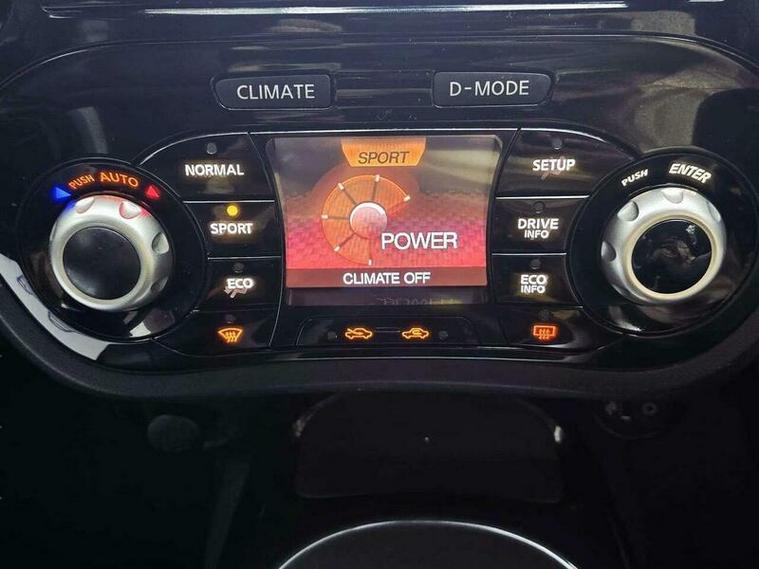 CLIMATE
D-MODE
PUSH AUTO
NORMAL
SPORT
ECO
SPORT
POWER
CLIMATE OFF
SETUP
DRIVE
INFO
ECO
INFO
PUSH ENTER